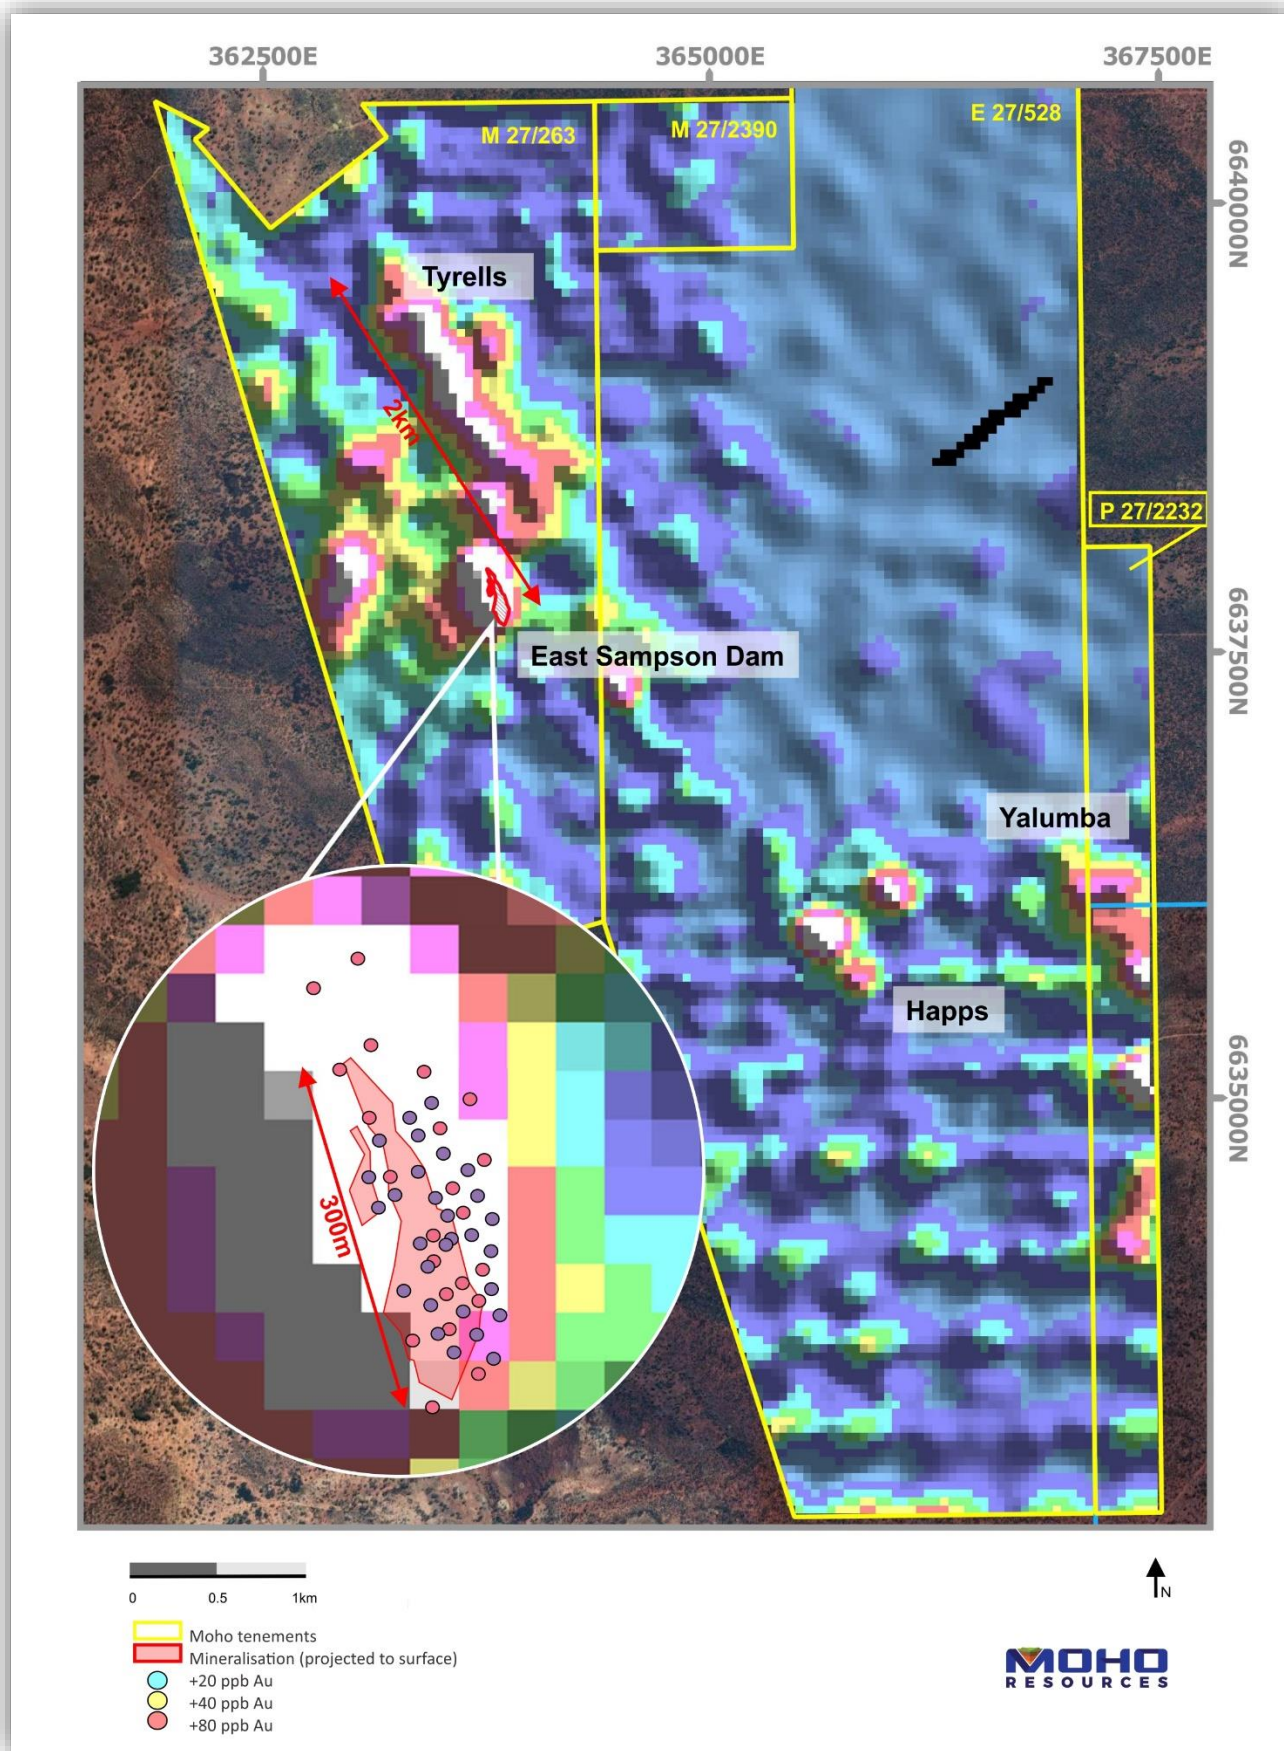 362500E
365000E
367500E
M 27/263
M 27/2390
E 27/528
6640000N
Tyrells
2km
P 27/2232
6637500N
East Sampson Dam
Yalumba
Happs
6635000N
300m
0 0.5 1km
N
Moho tenements
Mineralisation (projected to surface)
+20 ppb Au
+40 ppb Au
+80 ppb Au
MOHO
RESOURCES